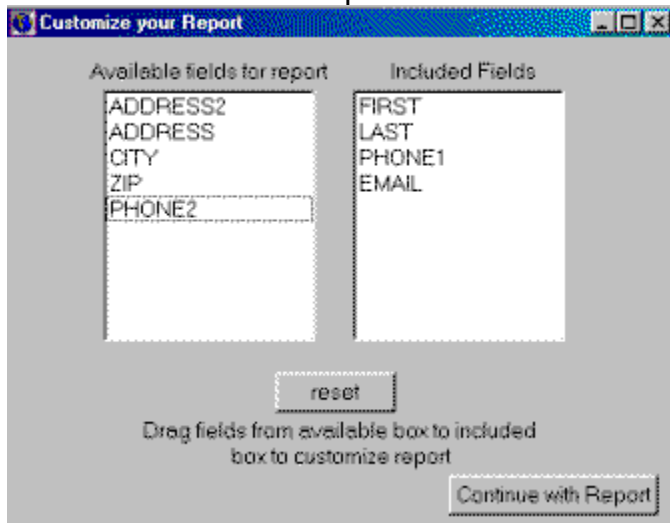 Customize your Report
Available fields for report
Included Fields
ADDRESS2
ADDRESS
CITY
ZIP
PHONE2
FIRST
LAST
PHONE1
EMAIL
reset
Drag fields from available box to included
box to customize report
Continue with Report